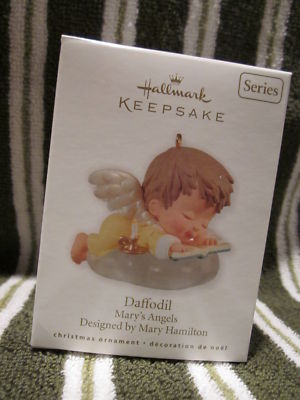 Hallmark
KEEPSAKE
Series
Daffodil
Mary's Angels
Designed by Mary Hamilton
christmas ornament • décoration de noël